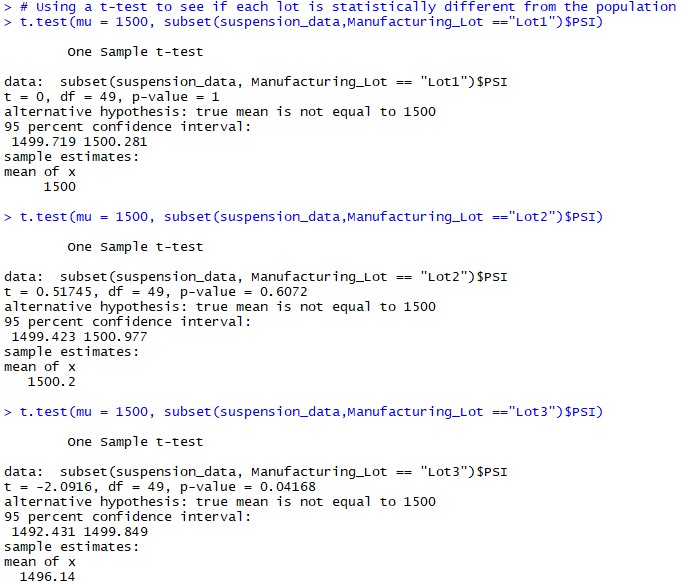 > # Using a t-test to see if each lot is statistically different from the population
> t.test(mu = 1500, subset(suspension_data,Manufacturing_Lot =="Lot1")$PSI)
One Sample t-test
data:  subset(suspension_data, Manufacturing_Lot == "Lot1")$PSI
t = 0, df = 49, p-value = 1
alternative hypothesis: true mean is not equal to 1500
95 percent confidence interval:
1499.719 1500.281
sample estimates:
mean of x
1500
> t.test(mu = 1500, subset(suspension_data,Manufacturing_Lot =="Lot2")$PSI)
One Sample t-test
data:  subset(suspension_data, Manufacturing_Lot == "Lot2")$PSI
t = 0.51745, df = 49, p-value = 0.6072
alternative hypothesis: true mean is not equal to 1500
95 percent confidence interval:
1499.423 1500.977
sample estimates:
mean of x
1500.2
> t.test(mu = 1500, subset(suspension_data,Manufacturing_Lot =="Lot3")$PSI)
One Sample t-test
data:  subset(suspension_data, Manufacturing_Lot == "Lot3")$PSI
t = -2.0916, df = 49, p-value = 0.04168
alternative hypothesis: true mean is not equal to 1500
95 percent confidence interval:
1492.431 1499.849
sample estimates:
mean of x
1496.14